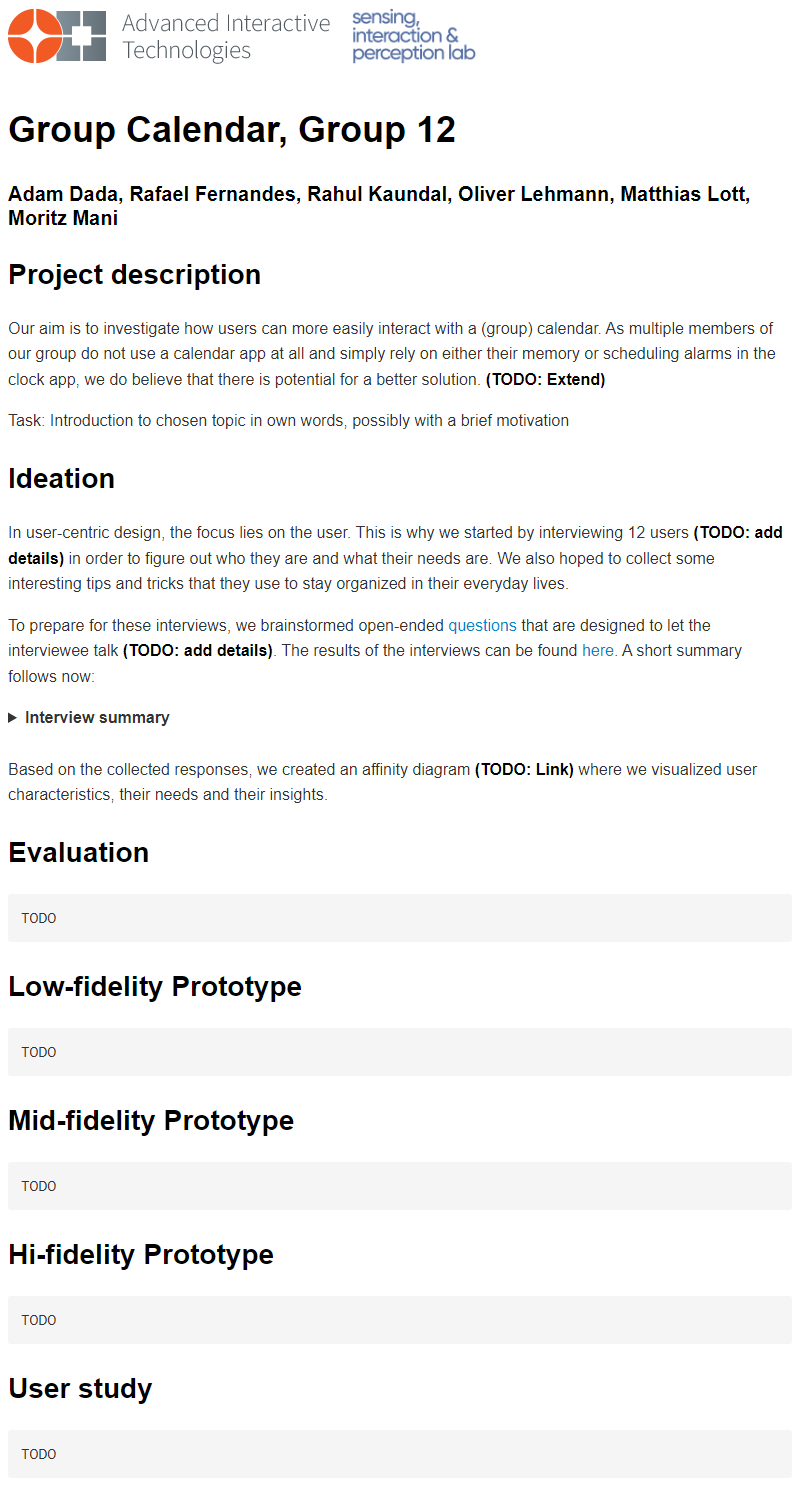 Advanced Interactive
Technologies
sensing,
interaction &
perception lab
Group Calendar, Group 12
Adam Dada, Rafael Fernandes, Rahul Kaundal, Oliver Lehmann, Matthias Lott,
Moritz Mani
Project description
Our aim is to investigate how users can more easily interact with a (group) calendar. As multiple members of
our group do not use a calendar app at all and simply rely on either their memory or scheduling alarms in the
clock app, we do believe that there is potential for a better solution. (TODO: Extend)
Task: Introduction to chosen topic in own words, possibly with a brief motivation
Ideation
In user-centric design, the focus lies on the user. This is why we started by interviewing 12 users (TODO: add
details) in order to figure out who they are and what their needs are. We also hoped to collect some
interesting tips and tricks that they use to stay organized in their everyday lives.
To prepare for these interviews, we brainstormed open-ended questions that are designed to let the
interviewee talk (TODO: add details). The results of the interviews can be found here. A short summary
follows now:
Interview summary
Based on the collected responses, we created an affinity diagram (TODO: Link) where we visualized user
characteristics, their needs and their insights.
Evaluation
TODO
Low-fidelity Prototype
TODO
Mid-fidelity Prototype
TODO
Hi-fidelity Prototype
TODO
User study
TODO